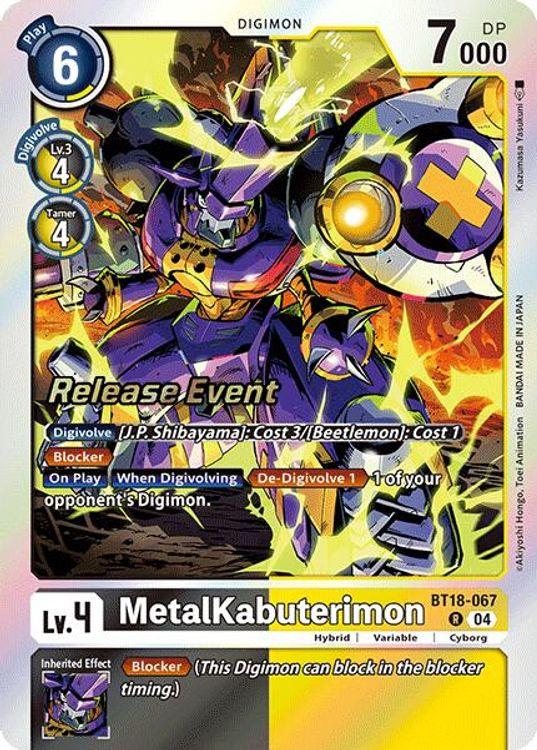 Play
6
DIGIMON
7000
DP
Digivolve
Lv.3
4
Tamer
4
Kazumasa Yasukuni
©Akiyoshi Hongo, Toei Animation BANDAI MADE IN JAPAN
Release Event
Digivolve [J.P. Shibayama]: Cost 3/[Beetlemon]: Cost 1
Blocker
On Play When Digivolving De-Digivolve 1 1 of your
opponent's Digimon.
Lv.4 MetalKabuterimon BT18-067
R 04
Hybrid | Variable | Cyborg
Inherited Effect
Blocker (This Digimon can block in the blocker
timing.)